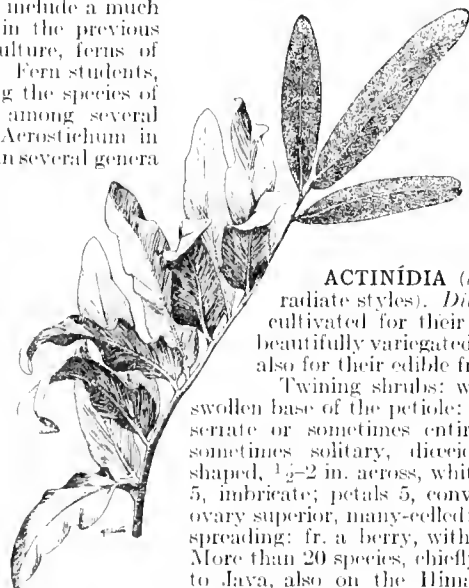 include a much
in the previous
ulture, ferns of
Fern students,
g the species of
among several
Acrostichum in
n several genera
ACTINÍDIA (
radiate styles). Di
cultivated for their
beautifully variegated
also for their edible fr
Twining shrubs: w
swollen base of the petiole:
serrate or sometimes entir
sometimes solitary, diœcio
shaped, ½–2 in. across, whit
5, imbricate; petals 5, conv
ovary superior, many-celled:
spreading: fr. a berry, with
More than 20 species, chiefl
to Java, also on the Hima